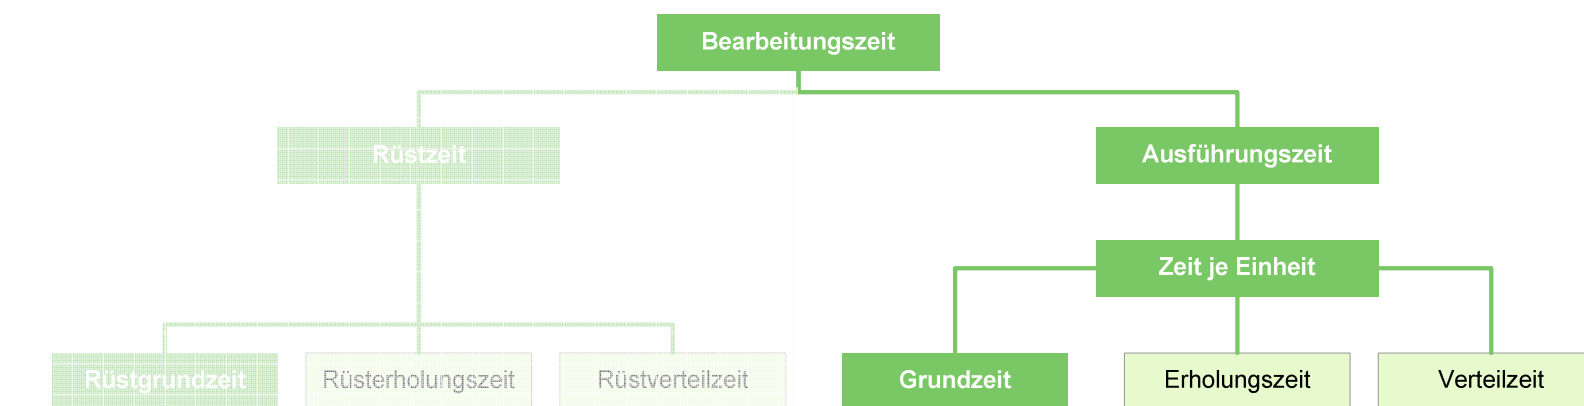 Bearbeitungszeit
Rüstzeit
Ausführungszeit
Zeit je Einheit
Rüstgrundzeit
Rüsterholungszeit
Rüstverteilzeit
Grundzeit
Erholungszeit
Verteilzeit